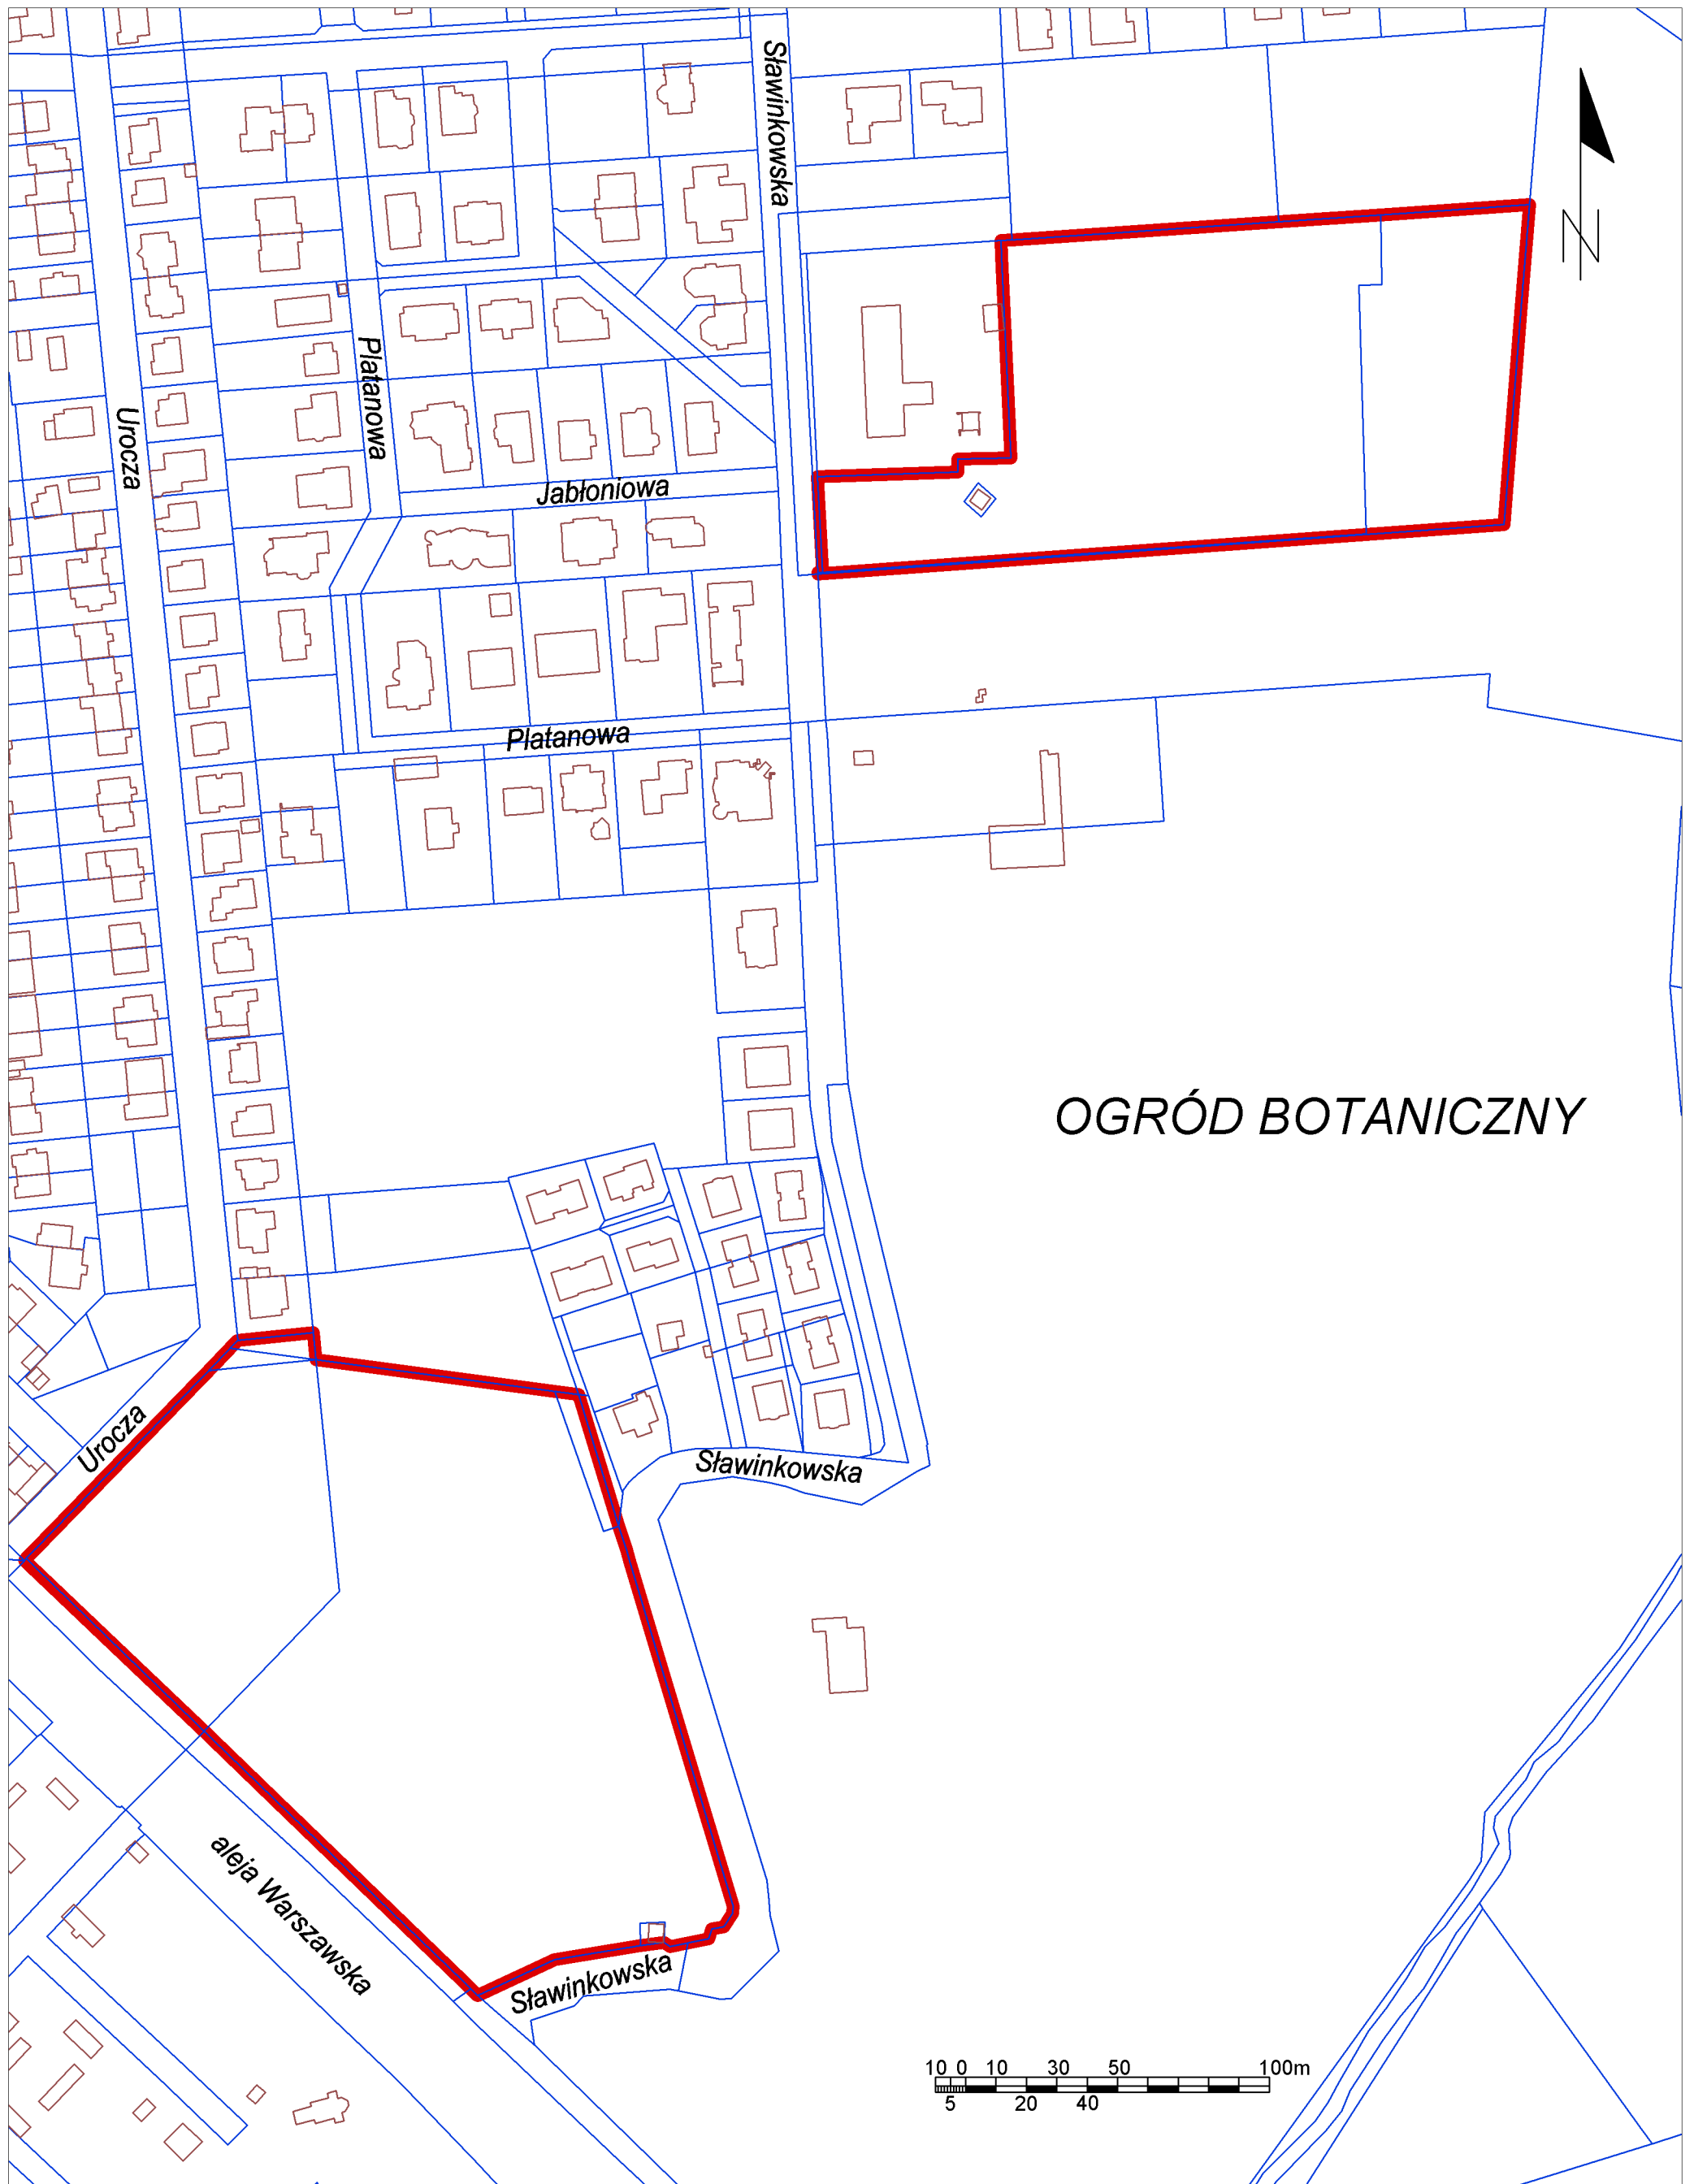 Sławinkowska
N
Platanowa
Urocza
Jabłoniowa
Platanowa
OGRÓD BOTANICZNY
Urocza
Sławinkowska
aleja Warszawska
Sławinkowska
10 0 10 30 50 100m
5 20 40